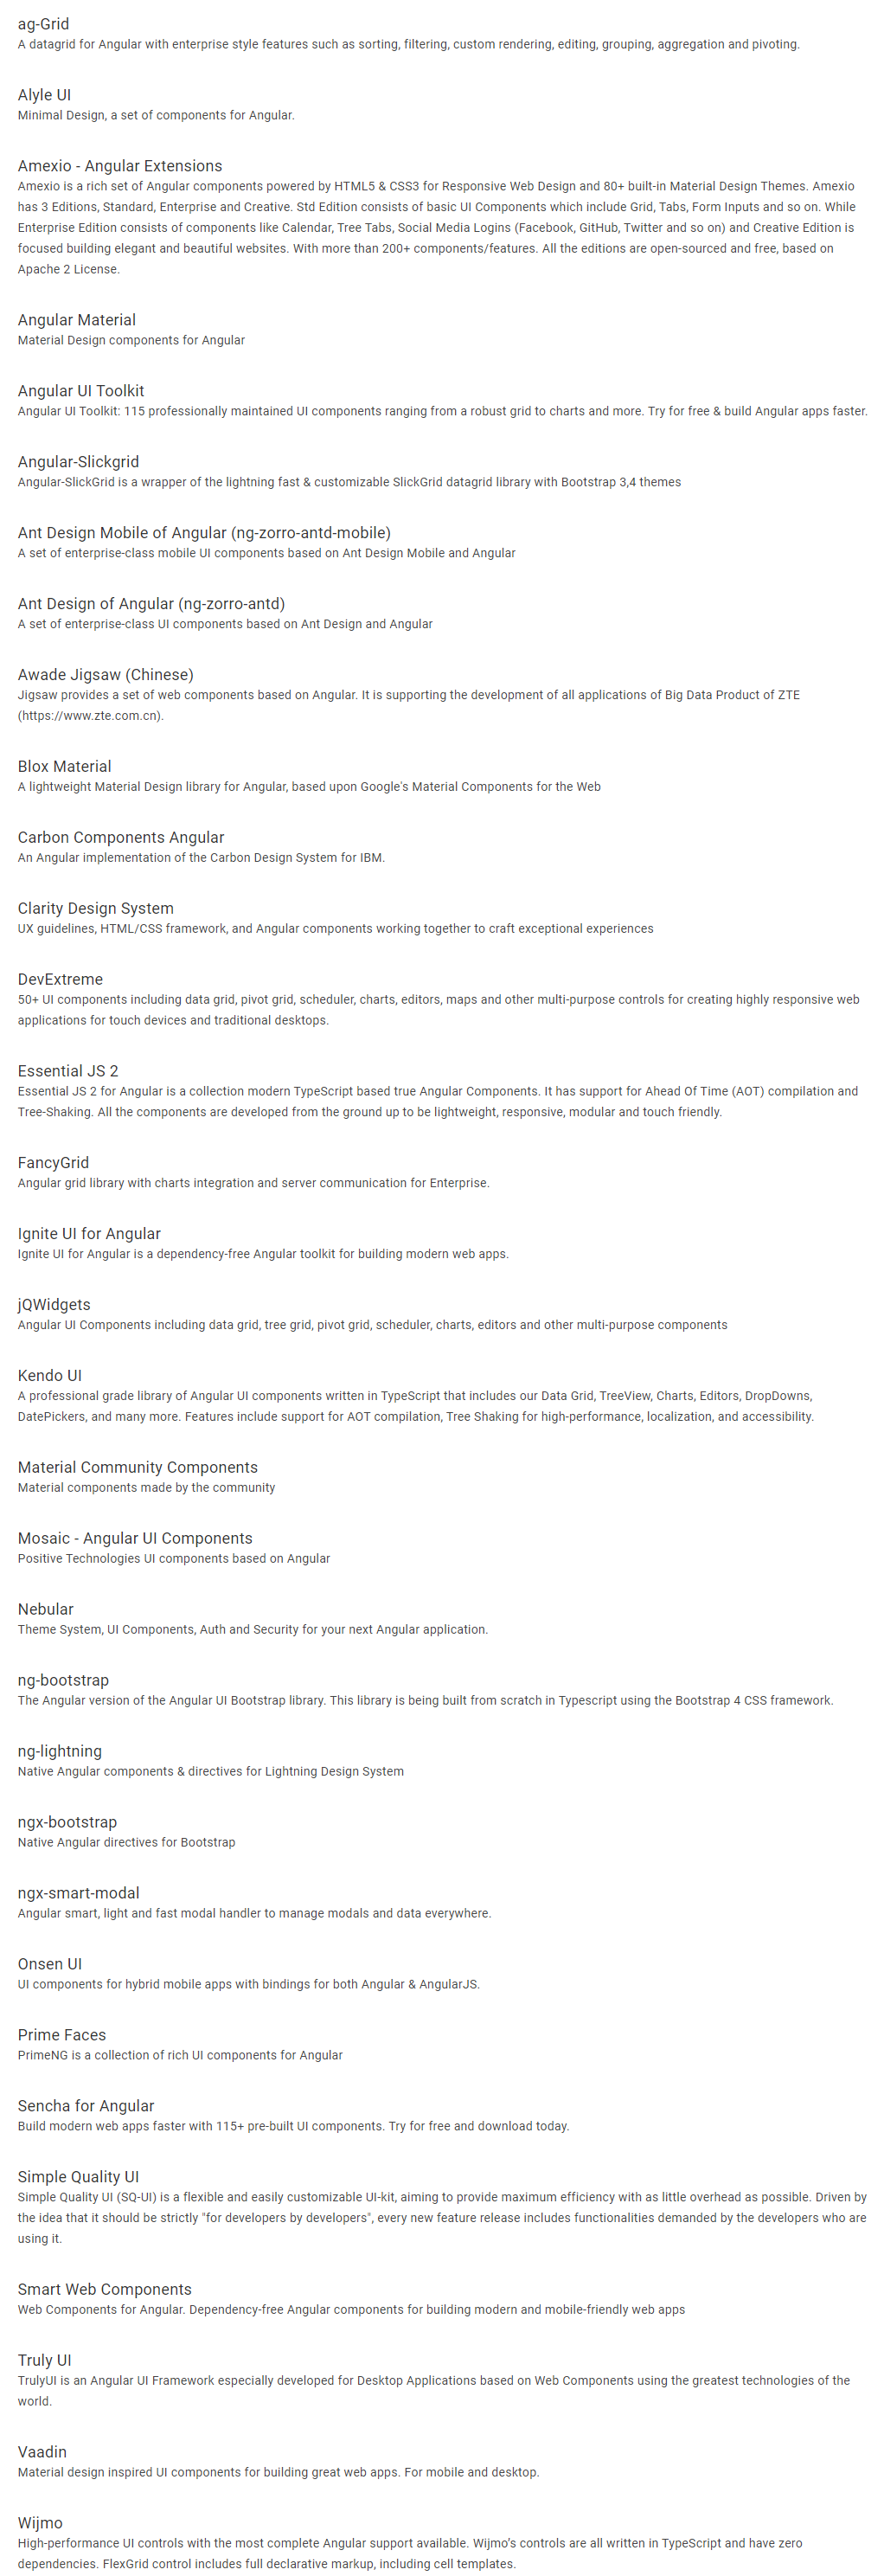 ag-Grid
A datagrid for Angular with enterprise style features such as sorting, filtering, custom rendering, editing, grouping, aggregation and pivoting.
Alyle UI
Minimal Design, a set of components for Angular.
Amexio - Angular Extensions
Amexio is a rich set of Angular components powered by HTML5 & CSS3 for Responsive Web Design and 80+ built-in Material Design Themes. Amexio
has 3 Editions, Standard, Enterprise and Creative. Std Edition consists of basic UI Components which include Grid, Tabs, Form Inputs and so on. While
Enterprise Edition consists of components like Calendar, Tree Tabs, Social Media Logins (Facebook, GitHub, Twitter and so on) and Creative Edition is
focused building elegant and beautiful websites. With more than 200+ components/features. All the editions are open-sourced and free, based on
Apache 2 License.
Angular Material
Material Design components for Angular
Angular UI Toolkit
Angular UI Toolkit: 115 professionally maintained UI components ranging from a robust grid to charts and more. Try for free & build Angular apps faster.
Angular-Slickgrid
Angular-SlickGrid is a wrapper of the lightning fast & customizable SlickGrid datagrid library with Bootstrap 3,4 themes
Ant Design Mobile of Angular (ng-zorro-antd-mobile)
A set of enterprise-class mobile UI components based on Ant Design Mobile and Angular
Ant Design of Angular (ng-zorro-antd)
A set of enterprise-class UI components based on Ant Design and Angular
Awade Jigsaw (Chinese)
Jigsaw provides a set of web components based on Angular. It is supporting the development of all applications of Big Data Product of ZTE
(https://www.zte.com.cn).
Blox Material
A lightweight Material Design library for Angular, based upon Google's Material Components for the Web
Carbon Components Angular
An Angular implementation of the Carbon Design System for IBM.
Clarity Design System
UX guidelines, HTML/CSS framework, and Angular components working together to craft exceptional experiences
DevExtreme
50+ UI components including data grid, pivot grid, scheduler, charts, editors, maps and other multi-purpose controls for creating highly responsive web
applications for touch devices and traditional desktops.
Essential JS 2
Essential JS 2 for Angular is a collection modern TypeScript based true Angular Components. It has support for Ahead Of Time (AOT) compilation and
Tree-Shaking. All the components are developed from the ground up to be lightweight, responsive, modular and touch friendly.
FancyGrid
Angular grid library with charts integration and server communication for Enterprise.
Ignite UI for Angular
Ignite UI for Angular is a dependency-free Angular toolkit for building modern web apps.
jQWidgets
Angular UI Components including data grid, tree grid, pivot grid, scheduler, charts, editors and other multi-purpose components
Kendo UI
A professional grade library of Angular UI components written in TypeScript that includes our Data Grid, TreeView, Charts, Editors, DropDowns,
DatePickers, and many more. Features include support for AOT compilation, Tree Shaking for high-performance, localization, and accessibility.
Material Community Components
Material components made by the community
Mosaic - Angular UI Components
Positive Technologies UI components based on Angular
Nebular
Theme System, UI Components, Auth and Security for your next Angular application.
ng-bootstrap
The Angular version of the Angular UI Bootstrap library. This library is being built from scratch in Typescript using the Bootstrap 4 CSS framework.
ng-lightning
Native Angular components & directives for Lightning Design System
ngx-bootstrap
Native Angular directives for Bootstrap
ngx-smart-modal
Angular smart, light and fast modal handler to manage modals and data everywhere.
Onsen UI
UI components for hybrid mobile apps with bindings for both Angular & AngularJS.
Prime Faces
PrimeNG is a collection of rich UI components for Angular
Sencha for Angular
Build modern web apps faster with 115+ pre-built UI components. Try for free and download today.
Simple Quality UI
Simple Quality UI (SQ-UI) is a flexible and easily customizable UI-kit, aiming to provide maximum efficiency with as little overhead as possible. Driven by
the idea that it should be strictly "for developers by developers", every new feature release includes functionalities demanded by the developers who are
using it.
Smart Web Components
Web Components for Angular. Dependency-free Angular components for building modern and mobile-friendly web apps
Truly UI
TrulyUI is an Angular UI Framework especially developed for Desktop Applications based on Web Components using the greatest technologies of the
world.
Vaadin
Material design inspired UI components for building great web apps. For mobile and desktop.
Wijmo
High-performance UI controls with the most complete Angular support available. Wijmo’s controls are all written in TypeScript and have zero
dependencies. FlexGrid control includes full declarative markup, including cell templates.